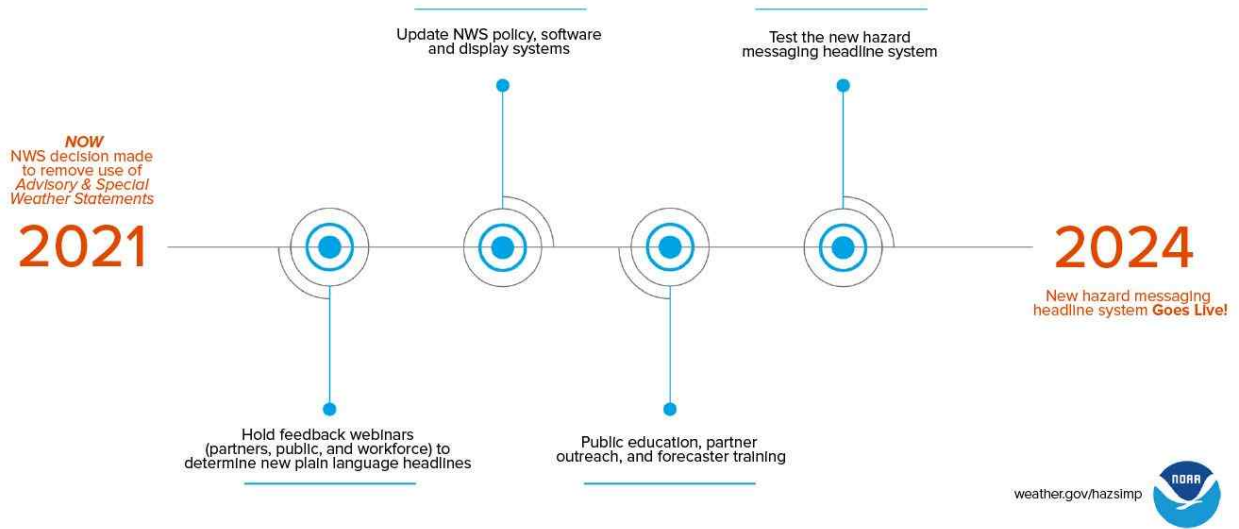 Update NWS policy, software
and display systems
Test the new hazard
messaging headline system
NOW
NWS decision made
to remove use of
Advisory & Special
Weather Statements
2021
2024
New hazard messaging
headline system Goes Live!
Hold feedback webinars
(partners, public, and workforce) to
determine new plain language headlines
Public education, partner
outreach, and forecaster training
weather.gov/hazsimp
NOAA